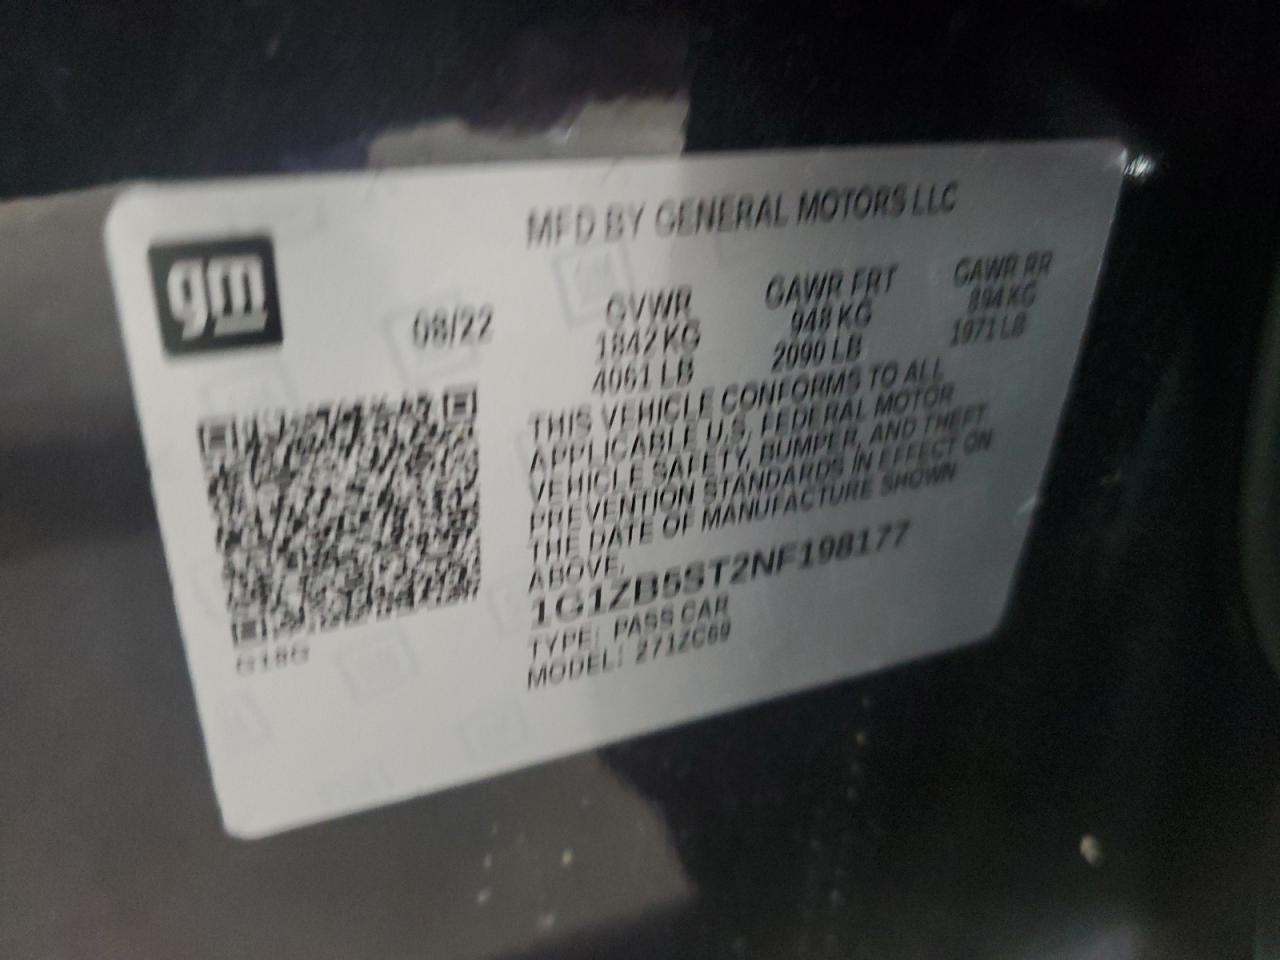 MFD BY GENERAL MOTORS LLC
gm
08/22
GVWR
1842 KG
4061 LB
GAWR FRT
948 KG
2090 LB
GAWR RR
894 KG
1971 LB
THIS VEHICLE CONFORMS TO ALL
APPLICABLE U.S. FEDERAL MOTOR
VEHICLE SAFETY, BUMPER, AND THEFT
PREVENTION STANDARDS IN EFFECT ON
THE DATE OF MANUFACTURE SHOWN
ABOVE.
1G1ZB5ST2NF198177
TYPE: PASS CAR
MODEL: 271ZC69
G18G